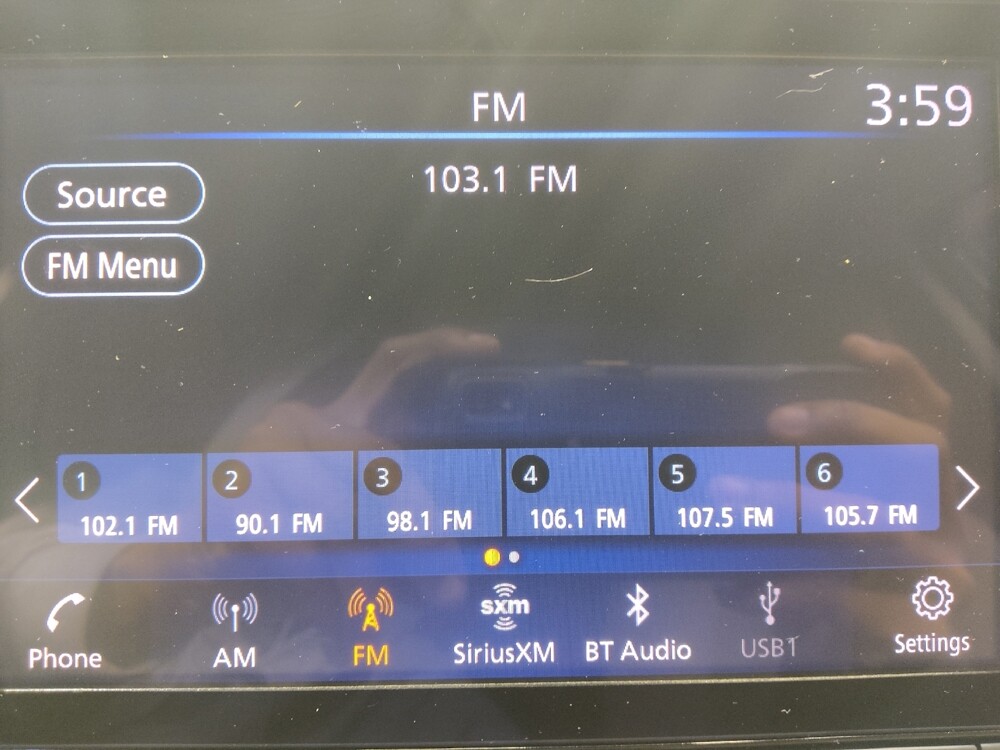 FM
3:59
103.1 FM
Source
FM Menu
1 2 3 4 5 6
102.1 FM 90.1 FM 98.1 FM 106.1 FM 107.5 FM 105.7 FM
sxm
Phone AM FM SiriusXM BT Audio USB1 Settings